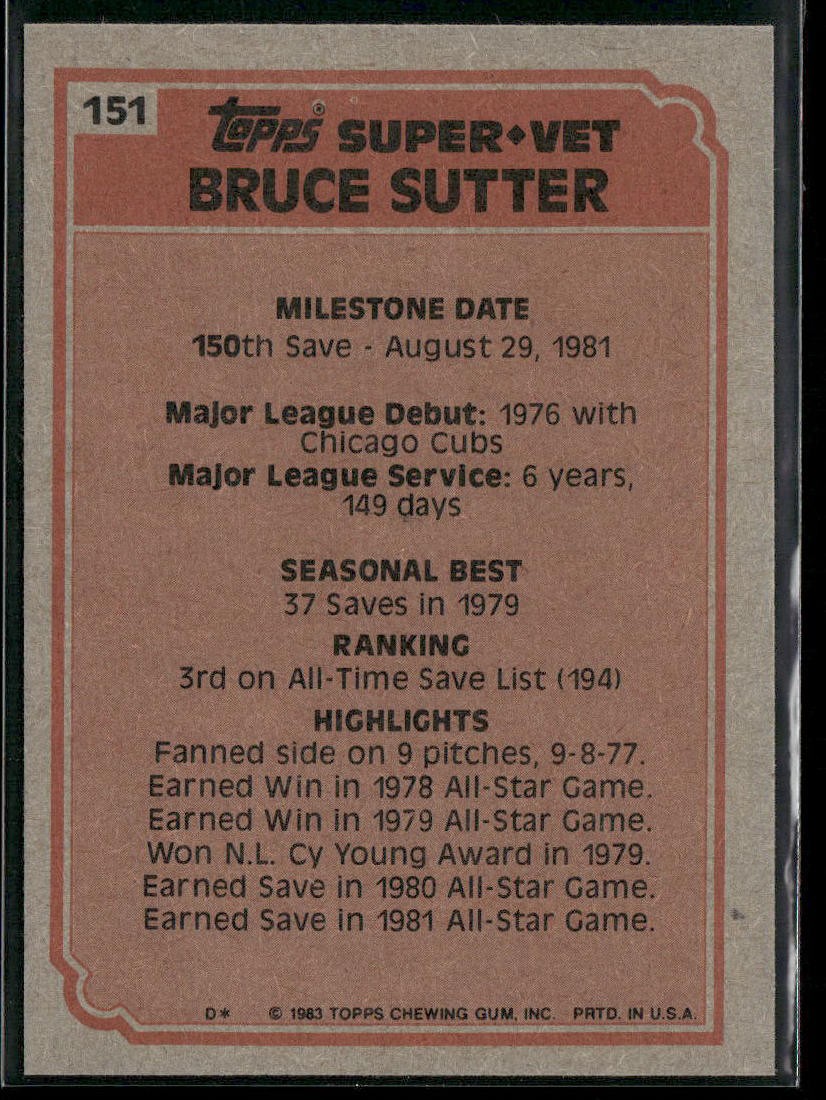 151
Topps® SUPER◆VET
BRUCE SUTTER
MILESTONE DATE
150th Save - August 29, 1981
Major League Debut: 1976 with
Chicago Cubs
Major League Service: 6 years,
149 days
SEASONAL BEST
37 Saves in 1979
RANKING
3rd on All-Time Save List (194)
HIGHLIGHTS
Fanned side on 9 pitches, 9-8-77.
Earned Win in 1978 All-Star Game.
Earned Win in 1979 All-Star Game.
Won N.L. Cy Young Award in 1979.
Earned Save in 1980 All-Star Game.
Earned Save in 1981 All-Star Game.
D* © 1983 TOPPS CHEWING GUM, INC. PRTD. IN U.S.A.